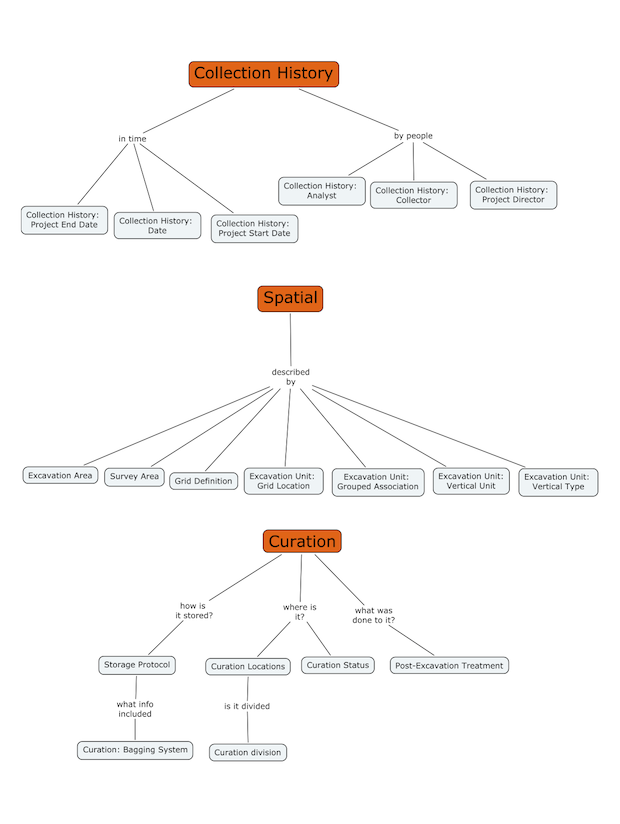 Collection History
in time
by people
Collection History:
Analyst
Collection History:
Collector
Collection History:
Project Director
Collection History:
Project End Date
Collection History:
Date
Collection History:
Project Start Date
Spatial
described
by
Excavation Area
Survey Area
Grid Definition
Excavation Unit:
Grid Location
Excavation Unit:
Grouped Association
Excavation Unit:
Vertical Unit
Excavation Unit:
Vertical Type
Curation
how is
it stored?
where is
it?
what was
done to it?
Storage Protocol
Curation Locations
Curation Status
Post-Excavation Treatment
what info
included
is it divided
Curation: Bagging System
Curation division